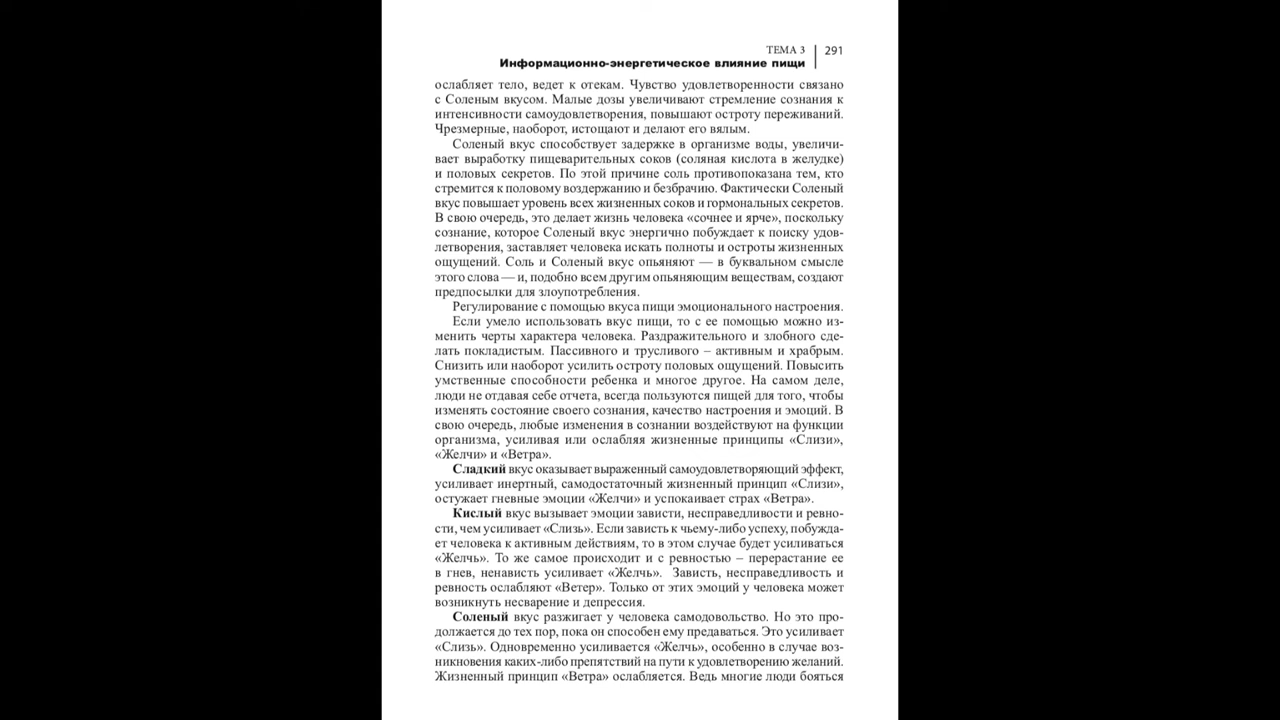 ТЕМА 3
291
Информационно-энергетическое влияние пищи
ослабляет тело, ведет к отекам. Чувство удовлетворенности связано
с Соленым вкусом. Малые дозы увеличивают стремление сознания к
интенсивности самоудовлетворения, повышают остроту переживаний.
Чрезмерные, наоборот, истощают и делают его вялым.
Соленый вкус способствует задержке в организме воды, увеличи-
вает выработку пищеварительных соков (соляная кислота в желудке)
и половых секретов. По этой причине соль противопоказана тем, кто
стремится к половому воздержанию и безбрачию. Фактически Соленый
вкус повышает уровень всех жизненных соков и гормональных секретов.
В свою очередь, это делает жизнь человека «сочнее и ярче», поскольку
сознание, которое Соленый вкус энергично побуждает к поиску удов-
летворения, заставляет человека искать полноты и остроты жизненных
ощущений. Соль и Соленый вкус опьяняют — в буквальном смысле
этого слова — и, подобно всем другим опьяняющим веществам, создают
предпосылки для злоупотребления.
Регулирование с помощью вкуса пищи эмоционального настроения.
Если умело использовать вкус пищи, то с ее помощью можно из-
менить черты характера человека. Раздражительного и злобного сде-
лать покладистым. Пассивного и трусливого – активным и храбрым.
Снизить или наоборот усилить остроту половых ощущений. Повысить
умственные способности ребенка и многое другое. На самом деле,
люди не отдавая себе отчета, всегда пользуются пищей для того, чтобы
изменять состояние своего сознания, качество настроения и эмоций. В
свою очередь, любые изменения в сознании воздействуют на функции
организма, усиливая или ослабляя жизненные принципы «Слизи»,
«Желчи» и «Ветра».
Сладкий вкус оказывает выраженный самоудовлетворяющий эффект,
усиливает инертный, самодостаточный жизненный принцип «Слизи»,
остужает гневные эмоции «Желчи» и успокаивает страх «Ветра».
Кислый вкус вызывает эмоции зависти, несправедливости и ревно-
сти, чем усиливает «Слизь». Если зависть к чьему-либо успеху, побужда-
ет человека к активным действиям, то в этом случае будет усиливаться
«Желчь». То же самое происходит и с ревностью – перерастание ее
в гнев, ненависть усиливает «Желчь». Зависть, несправедливость и
ревность ослабляют «Ветер». Только от этих эмоций у человека может
возникнуть несварение и депрессия.
Соленый вкус разжигает у человека самодовольство. Но это про-
должается до тех пор, пока он способен ему предаваться. Это усиливает
«Слизь». Одновременно усиливается «Желчь», особенно в случае воз-
никновения каких-либо препятствий на пути к удовлетворению желаний.
Жизненный принцип «Ветра» ослабляется. Ведь многие люди бояться